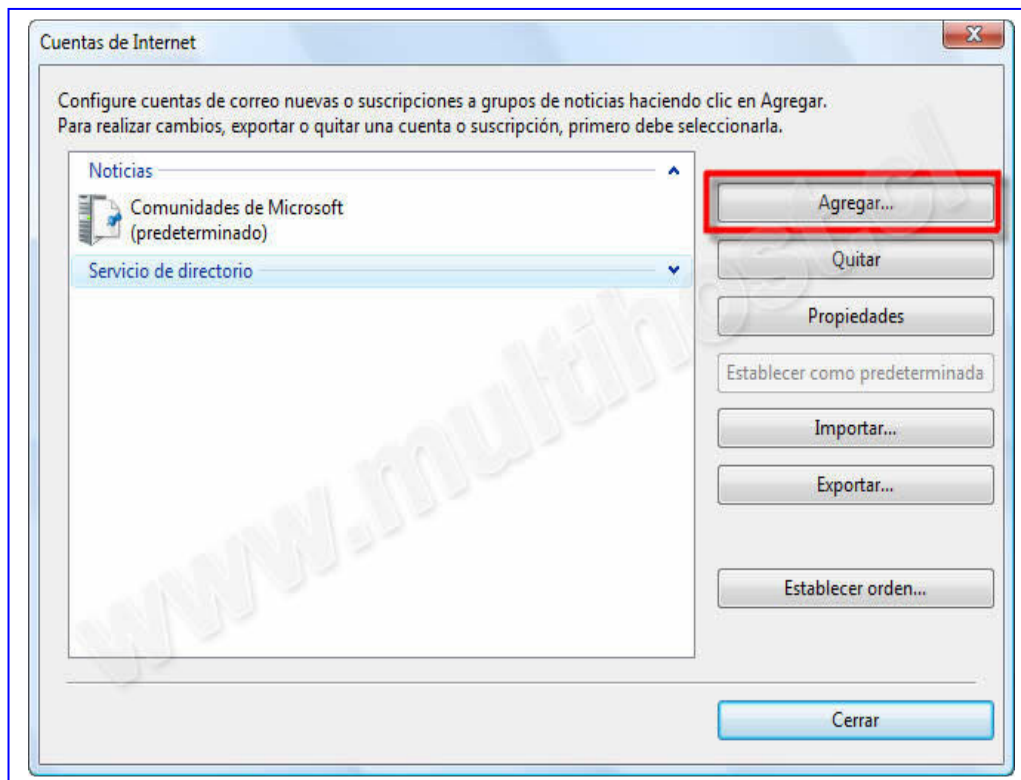 Cuentas de Internet
X
Configure cuentas de correo nuevas o suscripciones a grupos de noticias haciendo clic en Agregar.
Para realizar cambios, exportar o quitar una cuenta o suscripción, primero debe seleccionarla.
Noticias
Comunidades de Microsoft
(predeterminado)
Servicio de directorio
Agregar...
Quitar
Propiedades
Establecer como predeterminada
Importar...
Exportar...
Establecer orden...
Cerrar
www.multihost.cl